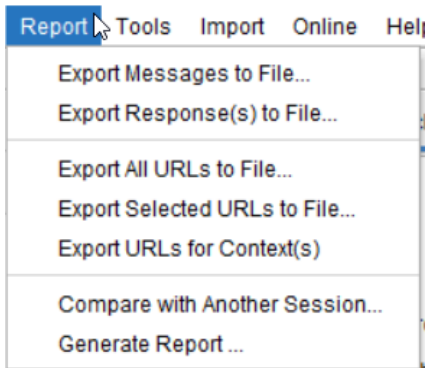 Report Tools Import Online Help
Export Messages to File...
Export Response(s) to File...
Export All URLs to File...
Export Selected URLs to File...
Export URLs for Context(s)
Compare with Another Session...
Generate Report ...